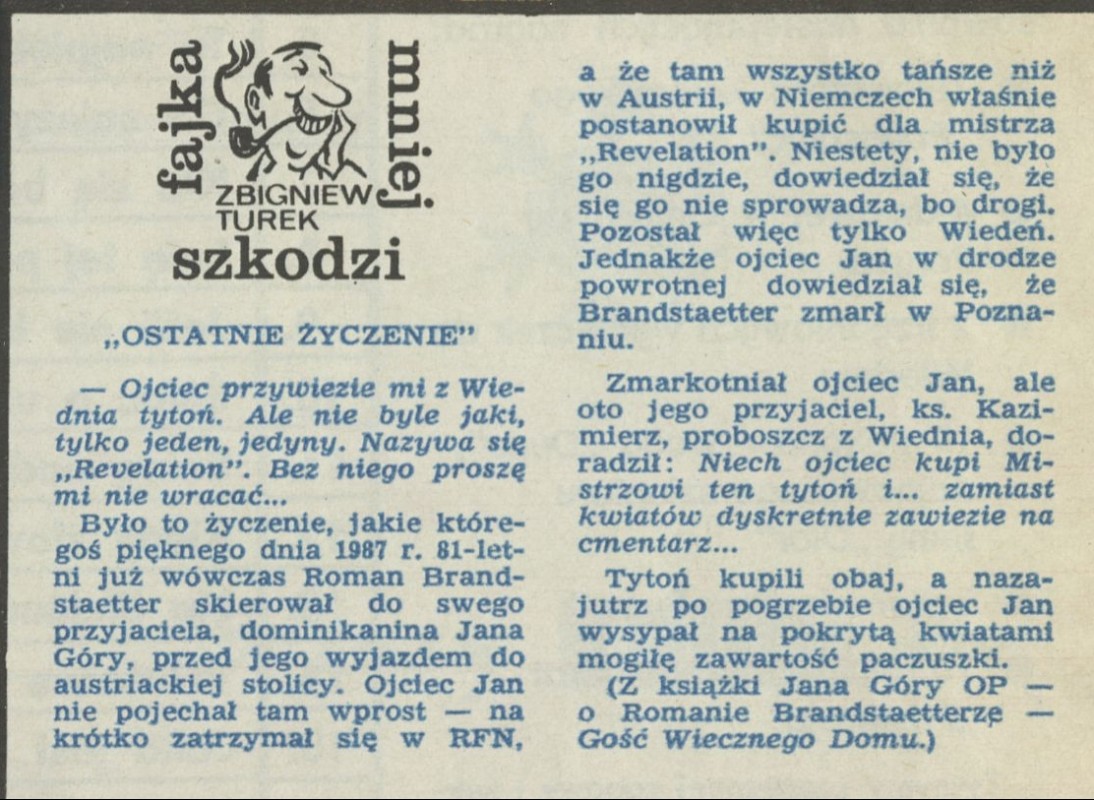 fajka
mniej
ZBIGNIEW
TUREK
szkodzi
„OSTATNIE ŻYCZENIE”
— Ojciec przywiezie mi z Wie-
dnia tytoń. Ale nie byle jaki,
tylko jeden, jedyny. Nazywa się
„Revelation”. Bez niego proszę
mi nie wracać...
Było to życzenie, jakie które-
goś pięknego dnia 1987 r. 81-let-
ni już wówczas Roman Brand-
staetter skierował do swego
przyjaciela, dominikanina Jana
Góry, przed jego wyjazdem do
austriackiej stolicy. Ojciec Jan
nie pojechał tam wprost — na
krótko zatrzymał się w RFN,
a że tam wszystko tańsze niż
w Austrii, w Niemczech właśnie
postanowił kupić dla mistrza
„Revelation”. Niestety, nie było
go nigdzie, dowiedział się, że
się go nie sprowadza, bo drogi.
Pozostał więc tylko Wiedeń.
Jednakże ojciec Jan w drodze
powrotnej dowiedział się, że
Brandstaetter zmarł w Pozna-
niu.
Zmarkotniał ojciec Jan, ale
oto jego przyjaciel, ks. Kazi-
mierz, proboszcz z Wiednia, do-
radził: Niech ojciec kupi Mi-
strzowi ten tytoń i... zamiast
kwiatów dyskretnie zawiezie na
cmentarz...
Tytoń kupili obaj, a naza-
jutrz po pogrzebie ojciec Jan
wysypał na pokrytą kwiatami
mogiłę zawartość paczuszki.
(Z książki Jana Góry OP —
o Romanie Brandstaetterzę —
Gość Wiecznego Domu.)